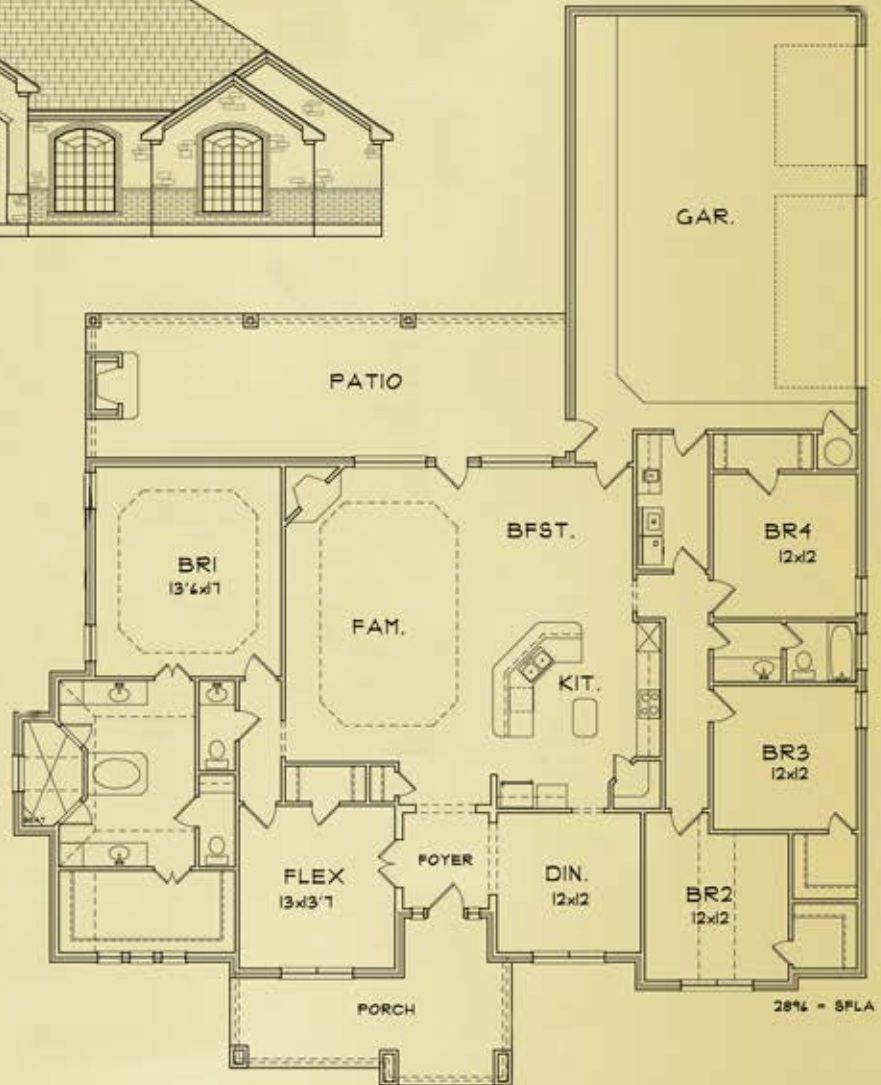 GAR.
PATIO
BFST.
BR4
12x12
BR1
13'6x17
FAM.
KIT.
BR3
12x12
SEAT
FOYER
FLEX
13x13'7
DIN.
12x12
BR2
12x12
PORCH
2896 = SFLA